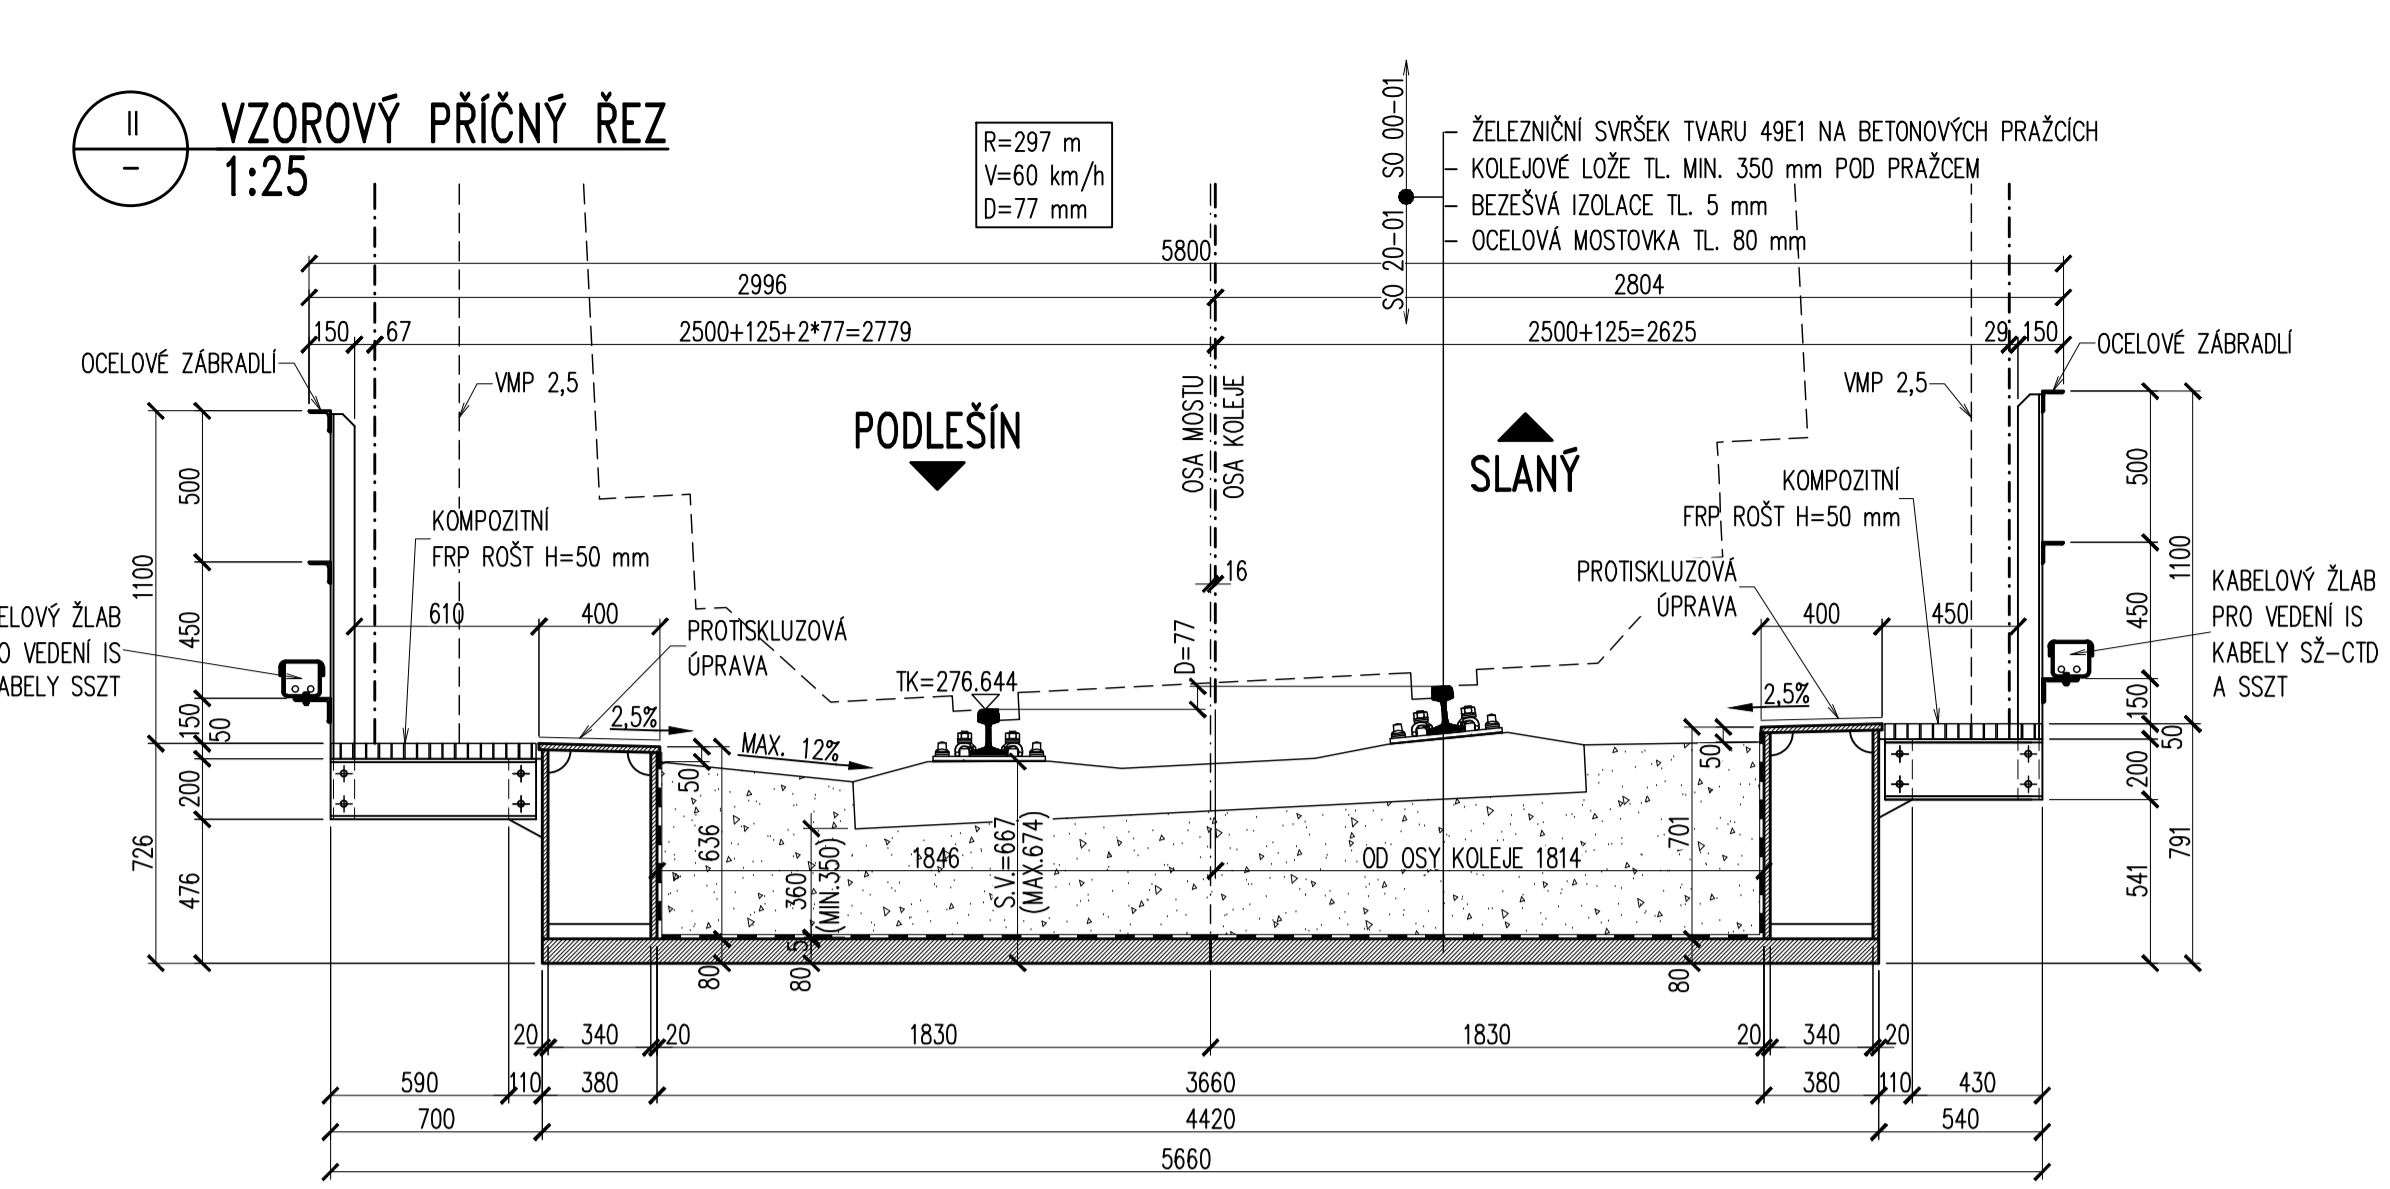 II
–
VZOROVÝ PŘÍČNÝ ŘEZ
1:25
R=297 m
V=60 km/h
D=77 mm
SO 00-01
SO 20-01
ŽELEZNIČNÍ SVRŠEK TVARU 49E1 NA BETONOVÝCH PRAŽCÍCH
KOLEJOVÉ LOŽE TL. MIN. 350 mm POD PRAŽCEM
BEZEŠVÁ IZOLACE TL. 5 mm
OCELOVÁ MOSTOVKA TL. 80 mm
5800
2996
2804
150
67
2500+125+2*77=2779
2500+125=2625
29
150
OCELOVÉ ZÁBRADLÍ
OCELOVÉ ZÁBRADLÍ
VMP 2,5
VMP 2,5
PODLEŠÍN
SLANÝ
OSA MOSTU
OSA KOLEJE
KOMPOZITNÍ
FRP ROŠT H=50 mm
KOMPOZITNÍ
FRP ROŠT H=50 mm
16
PROTISKLUZOVÁ
ÚPRAVA
PROTISKLUZOVÁ
ÚPRAVA
610
400
400
450
ELOVÝ ŽLAB
O VEDENÍ IS
ABELY SSZT
KABELOVÝ ŽLAB
PRO VEDENÍ IS
KABELY SŽ-CTD
A SSZT
1100
500
450
150
50
200
726
476
500
1100
450
150
50
200
541
791
D=77
TK=276.644
2,5%
2,5%
MAX. 12%
50
50
636
701
1846
OD OSY KOLEJE 1814
360
(MIN.350)
S.V.=667
(MAX.674)
5
80
80
80
20
340
20
1830
1830
20
340
20
590
110
380
3660
380
110
430
700
4420
540
5660